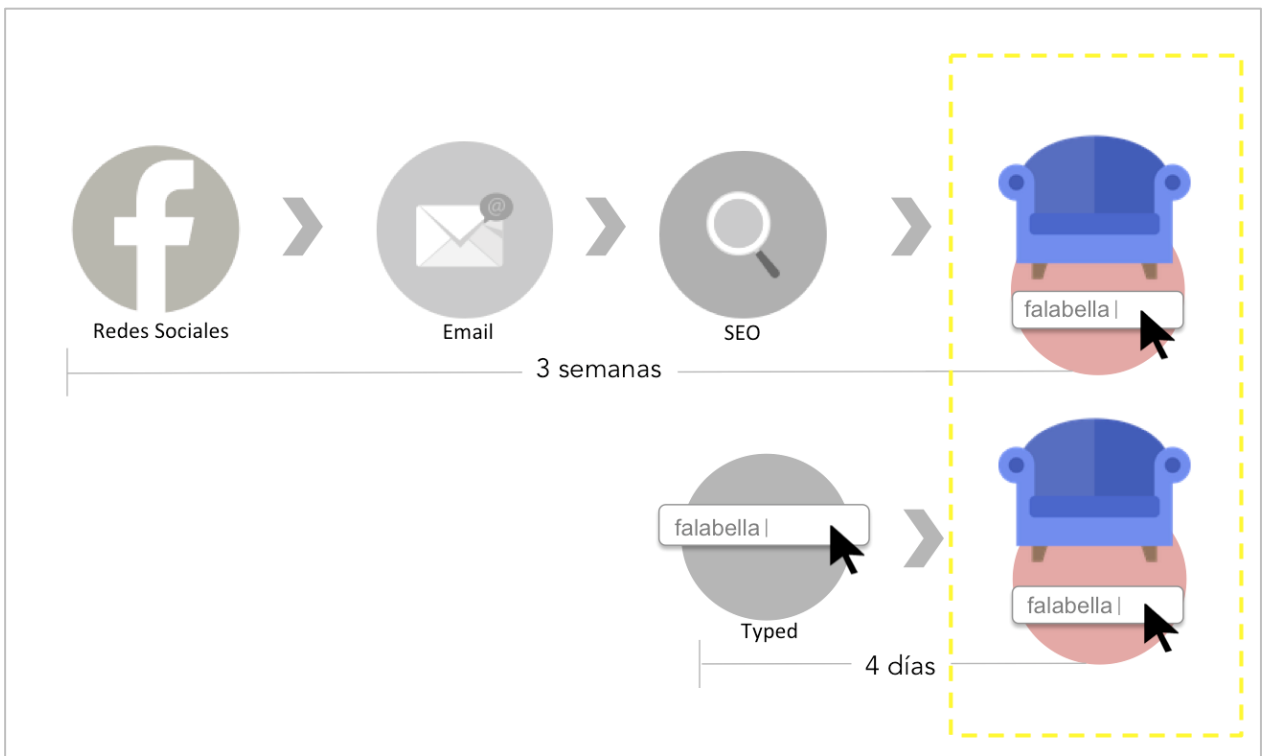 falabella
Redes Sociales
Email
SEO
3 semanas
falabella
falabella
Typed
4 días